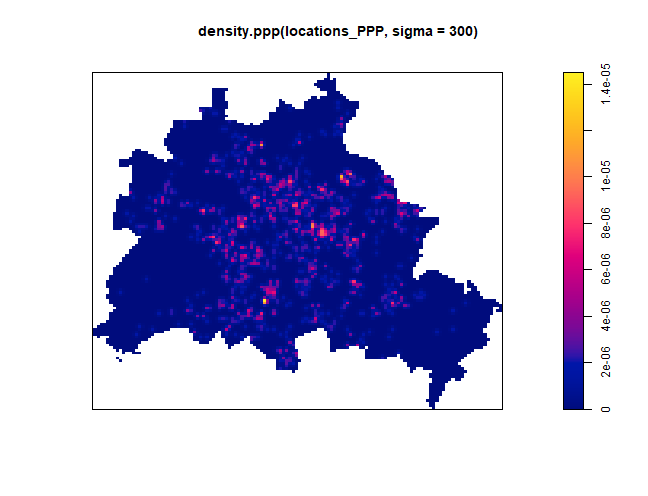 density.ppp(locations_PPP, sigma = 300)
1.4e-05
1e-05
8e-06
6e-06
4e-06
2e-06
0